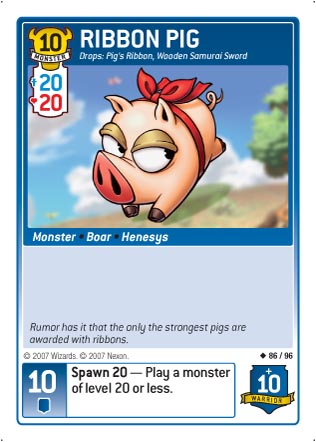 10
MONSTER
RIBBON PIG
Drops: Pig's Ribbon, Wooden Samurai Sword
20
20
Monster • Boar • Henesys
Rumor has it that only the strongest pigs are
awarded with ribbons.
© 2007 Wizards. © 2007 Nexon.
◆ 86 / 96
10
Spawn 20 — Play a monster
of level 20 or less.
+
10
WARRIOR